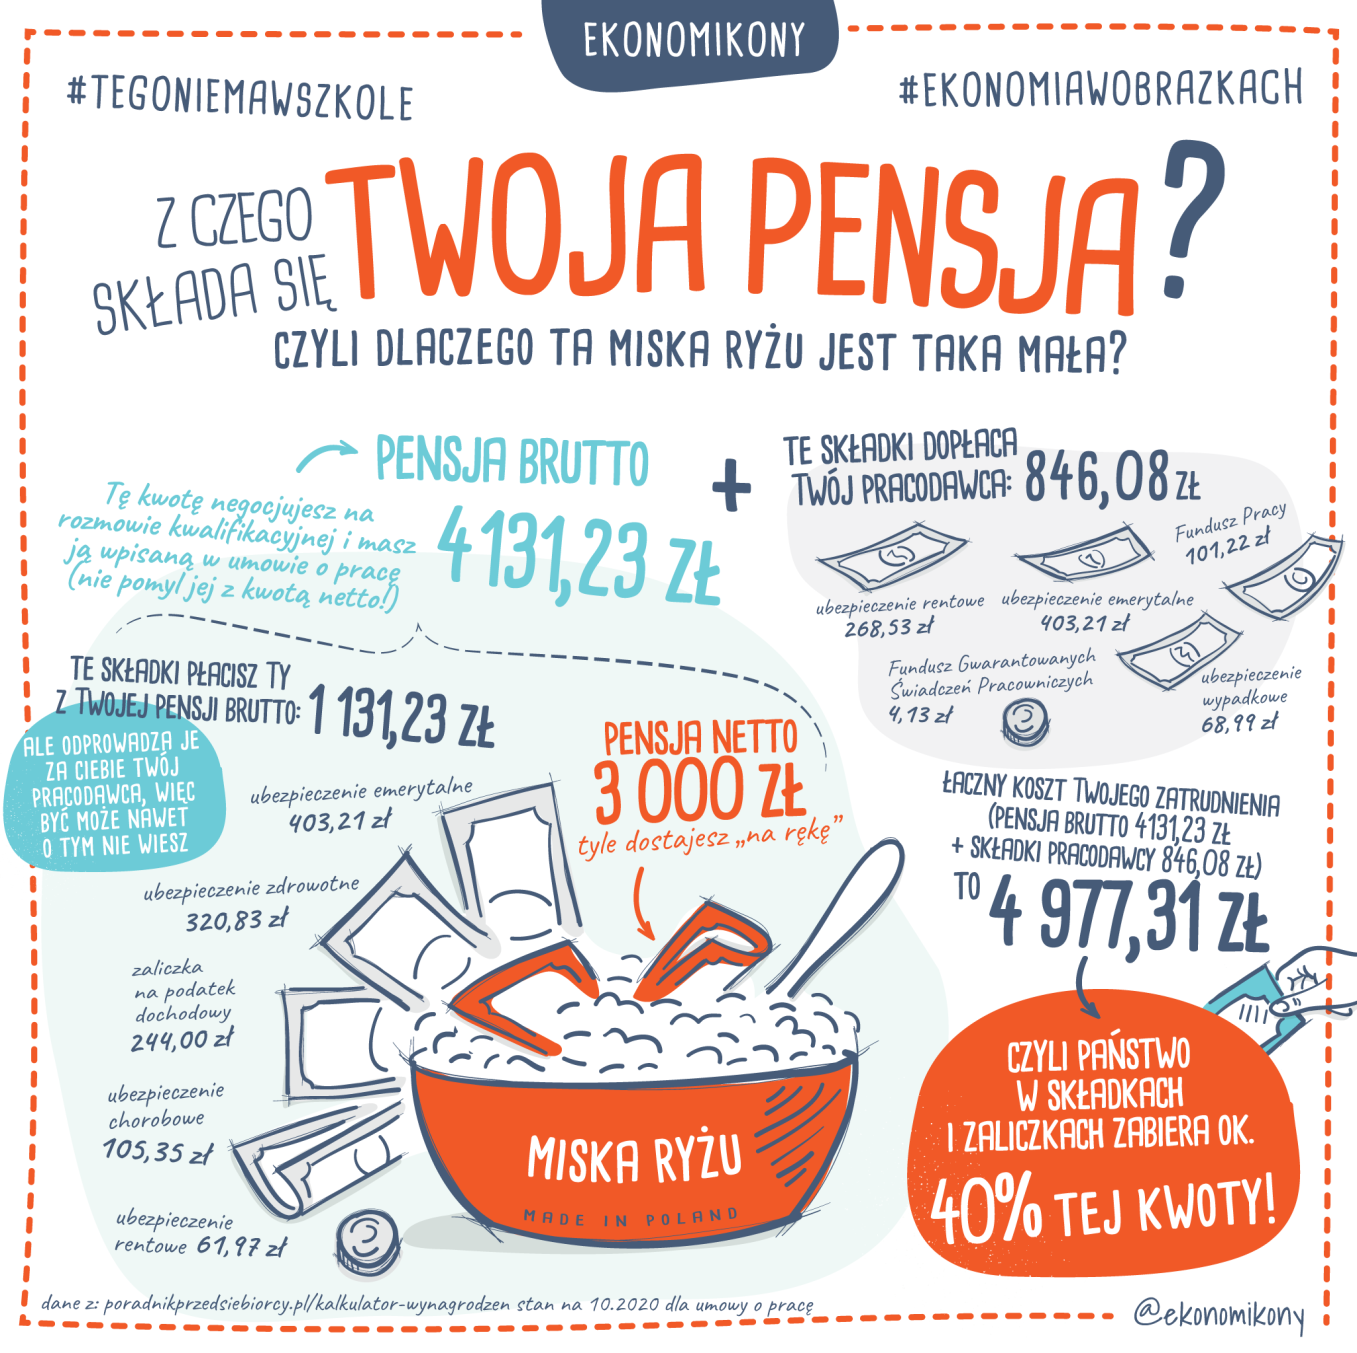 EKONOMIKONY
#TEGONIEMAWSZKOLE
#EKONOMIAWOBRAZKACH
Z CZEGO
SKŁADA SIĘ
TWOJA PENSJA?
CZYLI DLACZEGO TA MISKA RYŻU JEST TAKA MAŁA?
PENSJA BRUTTO
4 131,23 ZŁ
Tę kwotę negocjujesz na
rozmowie kwalifikacyjnej i masz
ją wpisaną w umowie o pracę
(nie pomyl jej z kwotą netto!)
+
TE SKŁADKI DOPŁACA
TWÓJ PRACODAWCA: 846,08 ZŁ
ubezpieczenie rentowe
268,53 zł
ubezpieczenie emerytalne
403,21 zł
Fundusz Pracy
101,22 zł
Fundusz Gwarantowanych
Świadczeń Pracowniczych
4,13 zł
ubezpieczenie
wypadkowe
68,99 zł
TE SKŁADKI PŁACISZ TY
Z TWOJEJ PENSJI BRUTTO: 1 131,23 ZŁ
ALE ODPROWADZA JE
ZA CIEBIE TWÓJ
PRACODAWCA, WIĘC
BYĆ MOŻE NAWET
O TYM NIE WIESZ
ubezpieczenie emerytalne
403,21 zł
ubezpieczenie zdrowotne
320,83 zł
zaliczka
na podatek
dochodowy
244,00 zł
ubezpieczenie
chorobowe
105,35 zł
ubezpieczenie
rentowe 61,97 zł
PENSJA NETTO
3 000 ZŁ
tyle dostajesz „na rękę”
MISKA RYŻU
MADE IN POLAND
ŁACZNY KOSZT TWOJEGO ZATRUDNIENIA
(PENSJA BRUTTO 4131,23 ZŁ
+ SKŁADKI PRACODAWCY 846,08 ZŁ)
TO 4 977,31 ZŁ
CZYLI PAŃSTWO
W SKŁADKACH
I ZALICZKACH ZABIERA OK.
40% TEJ KWOTY!
dane z: poradnikprzedsiebiorcy.pl/kalkulator-wynagrodzen stan na 10.2020 dla umowy o pracę
@ekonomikony